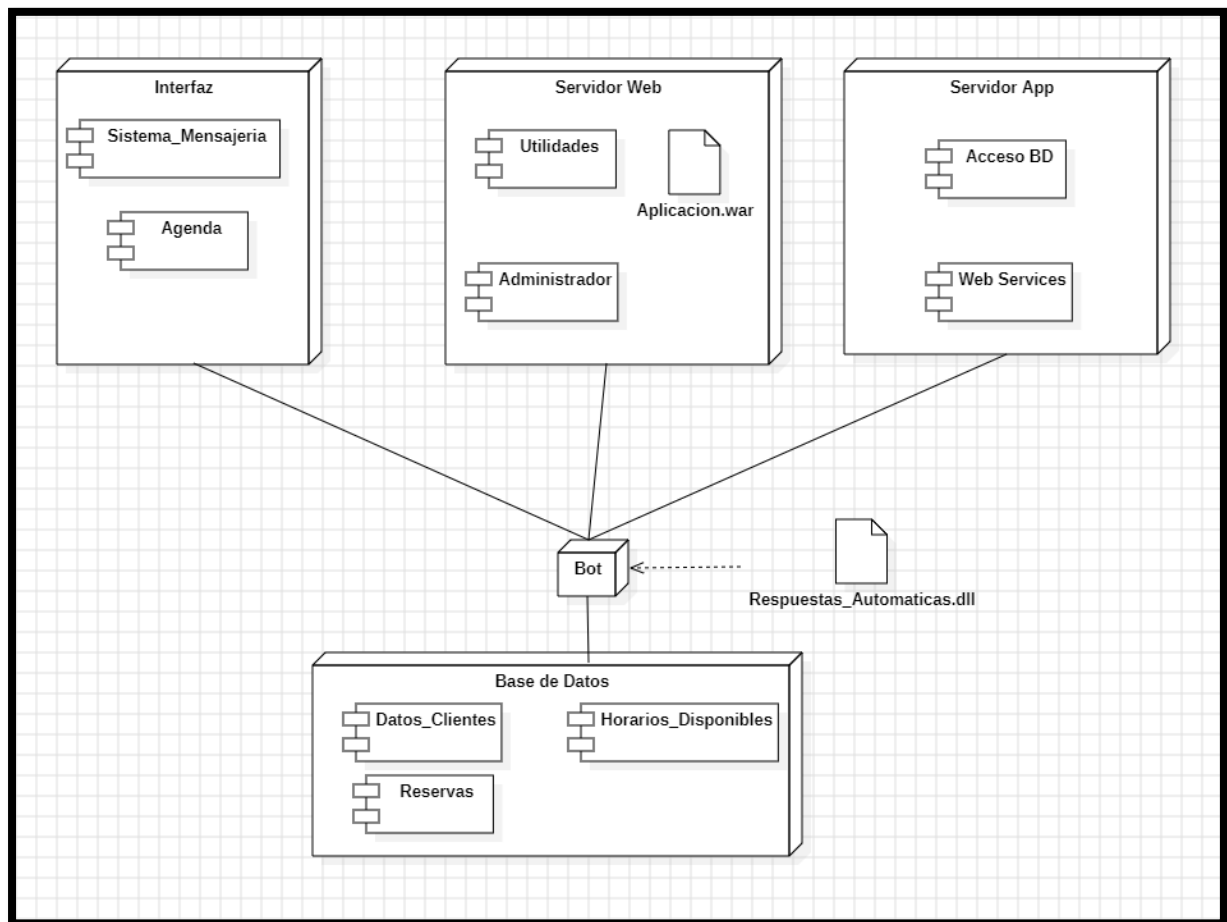 Interfaz
Sistema_Mensajeria
Agenda
Servidor Web
Utilidades
Aplicacion.war
Administrador
Servidor App
Acceso BD
Web Services
Bot
Respuestas_Automaticas.dll
Base de Datos
Datos_Clientes
Horarios_Disponibles
Reservas